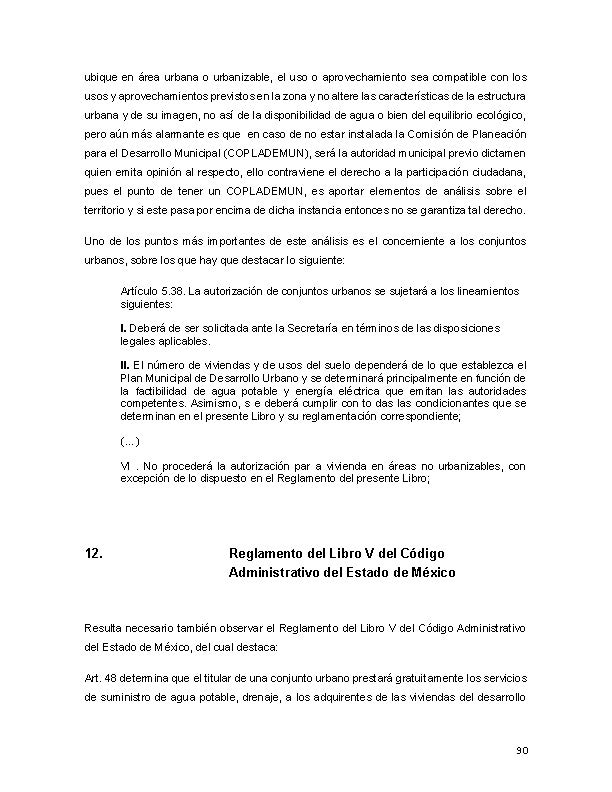 ubique en área urbana o urbanizable, el uso o aprovechamiento sea compatible con los
usos y aprovechamientos previstos en la zona y no altere las características de la estructura
urbana y de su imagen, no así de la disponibilidad de agua o bien del equilibrio ecológico,
pero aún más alarmante es que en caso de no estar instalada la Comisión de Planeación
para el Desarrollo Municipal (COPLADEMUN), será la autoridad municipal previo dictamen
quien emita opinión al respecto, ello contraviene el derecho a la participación ciudadana,
pues el punto de tener un COPLADEMUN, es aportar elementos de análisis sobre el
territorio y si este pasa por encima de dicha instancia entonces no se garantiza tal derecho.
Uno de los puntos más importantes de este análisis es el concerniente a los conjuntos
urbanos, sobre los que hay que destacar lo siguiente:
Artículo 5.38. La autorización de conjuntos urbanos se sujetará a los lineamientos
siguientes:
I. Deberá de ser solicitada ante la Secretaría en términos de las disposiciones
legales aplicables.
II. El número de viviendas y de usos del suelo dependerá de lo que establezca el
Plan Municipal de Desarrollo Urbano y se determinará principalmente en función de
la factibilidad de agua potable y energía eléctrica que emitan las autoridades
competentes. Asimismo, s e deberá cumplir con to das las condicionantes que se
determinan en el presente Libro y su reglamentación correspondiente;
(…)
VI . No procederá la autorización par a vivienda en áreas no urbanizables, con
excepción de lo dispuesto en el Reglamento del presente Libro;
12. Reglamento del Libro V del Código
Administrativo del Estado de México
Resulta necesario también observar el Reglamento del Libro V del Código Administrativo
del Estado de México, del cual destaca:
Art. 48 determina que el titular de una conjunto urbano prestará gratuitamente los servicios
de suministro de agua potable, drenaje, a los adquirentes de las viviendas del desarrollo
90